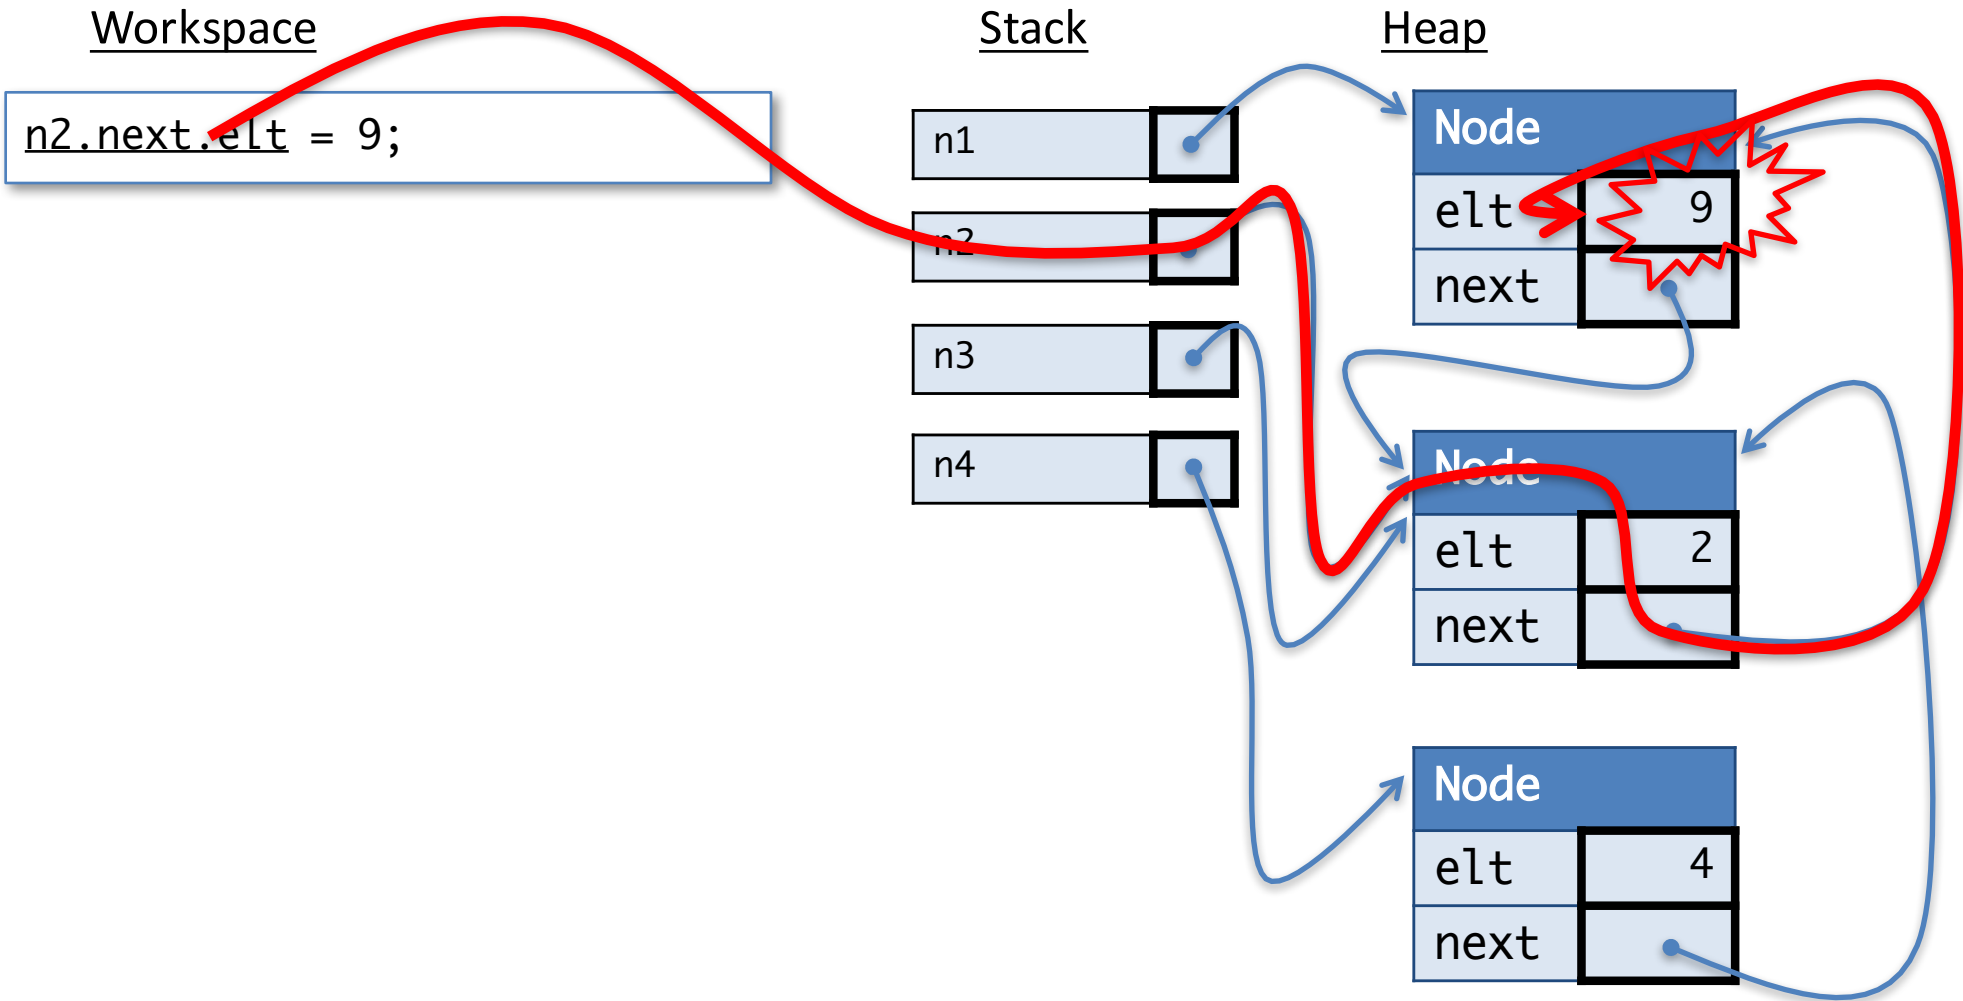 Workspace
Stack
Heap
n2.next.elt = 9;
n1
n2
n3
n4
Node
elt 9
next
Node
elt 2
next
Node
elt 4
next